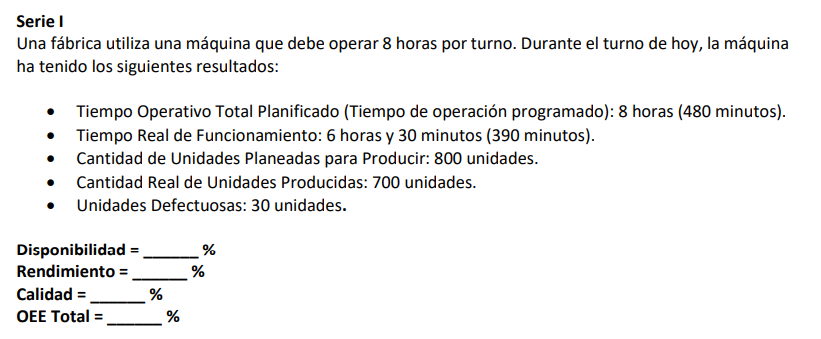 Serie I
Una fábrica utiliza una máquina que debe operar 8 horas por turno. Durante el turno de hoy, la máquina
ha tenido los siguientes resultados:
• Tiempo Operativo Total Planificado (Tiempo de operación programado): 8 horas (480 minutos).
• Tiempo Real de Funcionamiento: 6 horas y 30 minutos (390 minutos).
• Cantidad de Unidades Planeadas para Producir: 800 unidades.
• Cantidad Real de Unidades Producidas: 700 unidades.
• Unidades Defectuosas: 30 unidades.
Disponibilidad = ______ %
Rendimiento = ______ %
Calidad = ______ %
OEE Total = ______ %